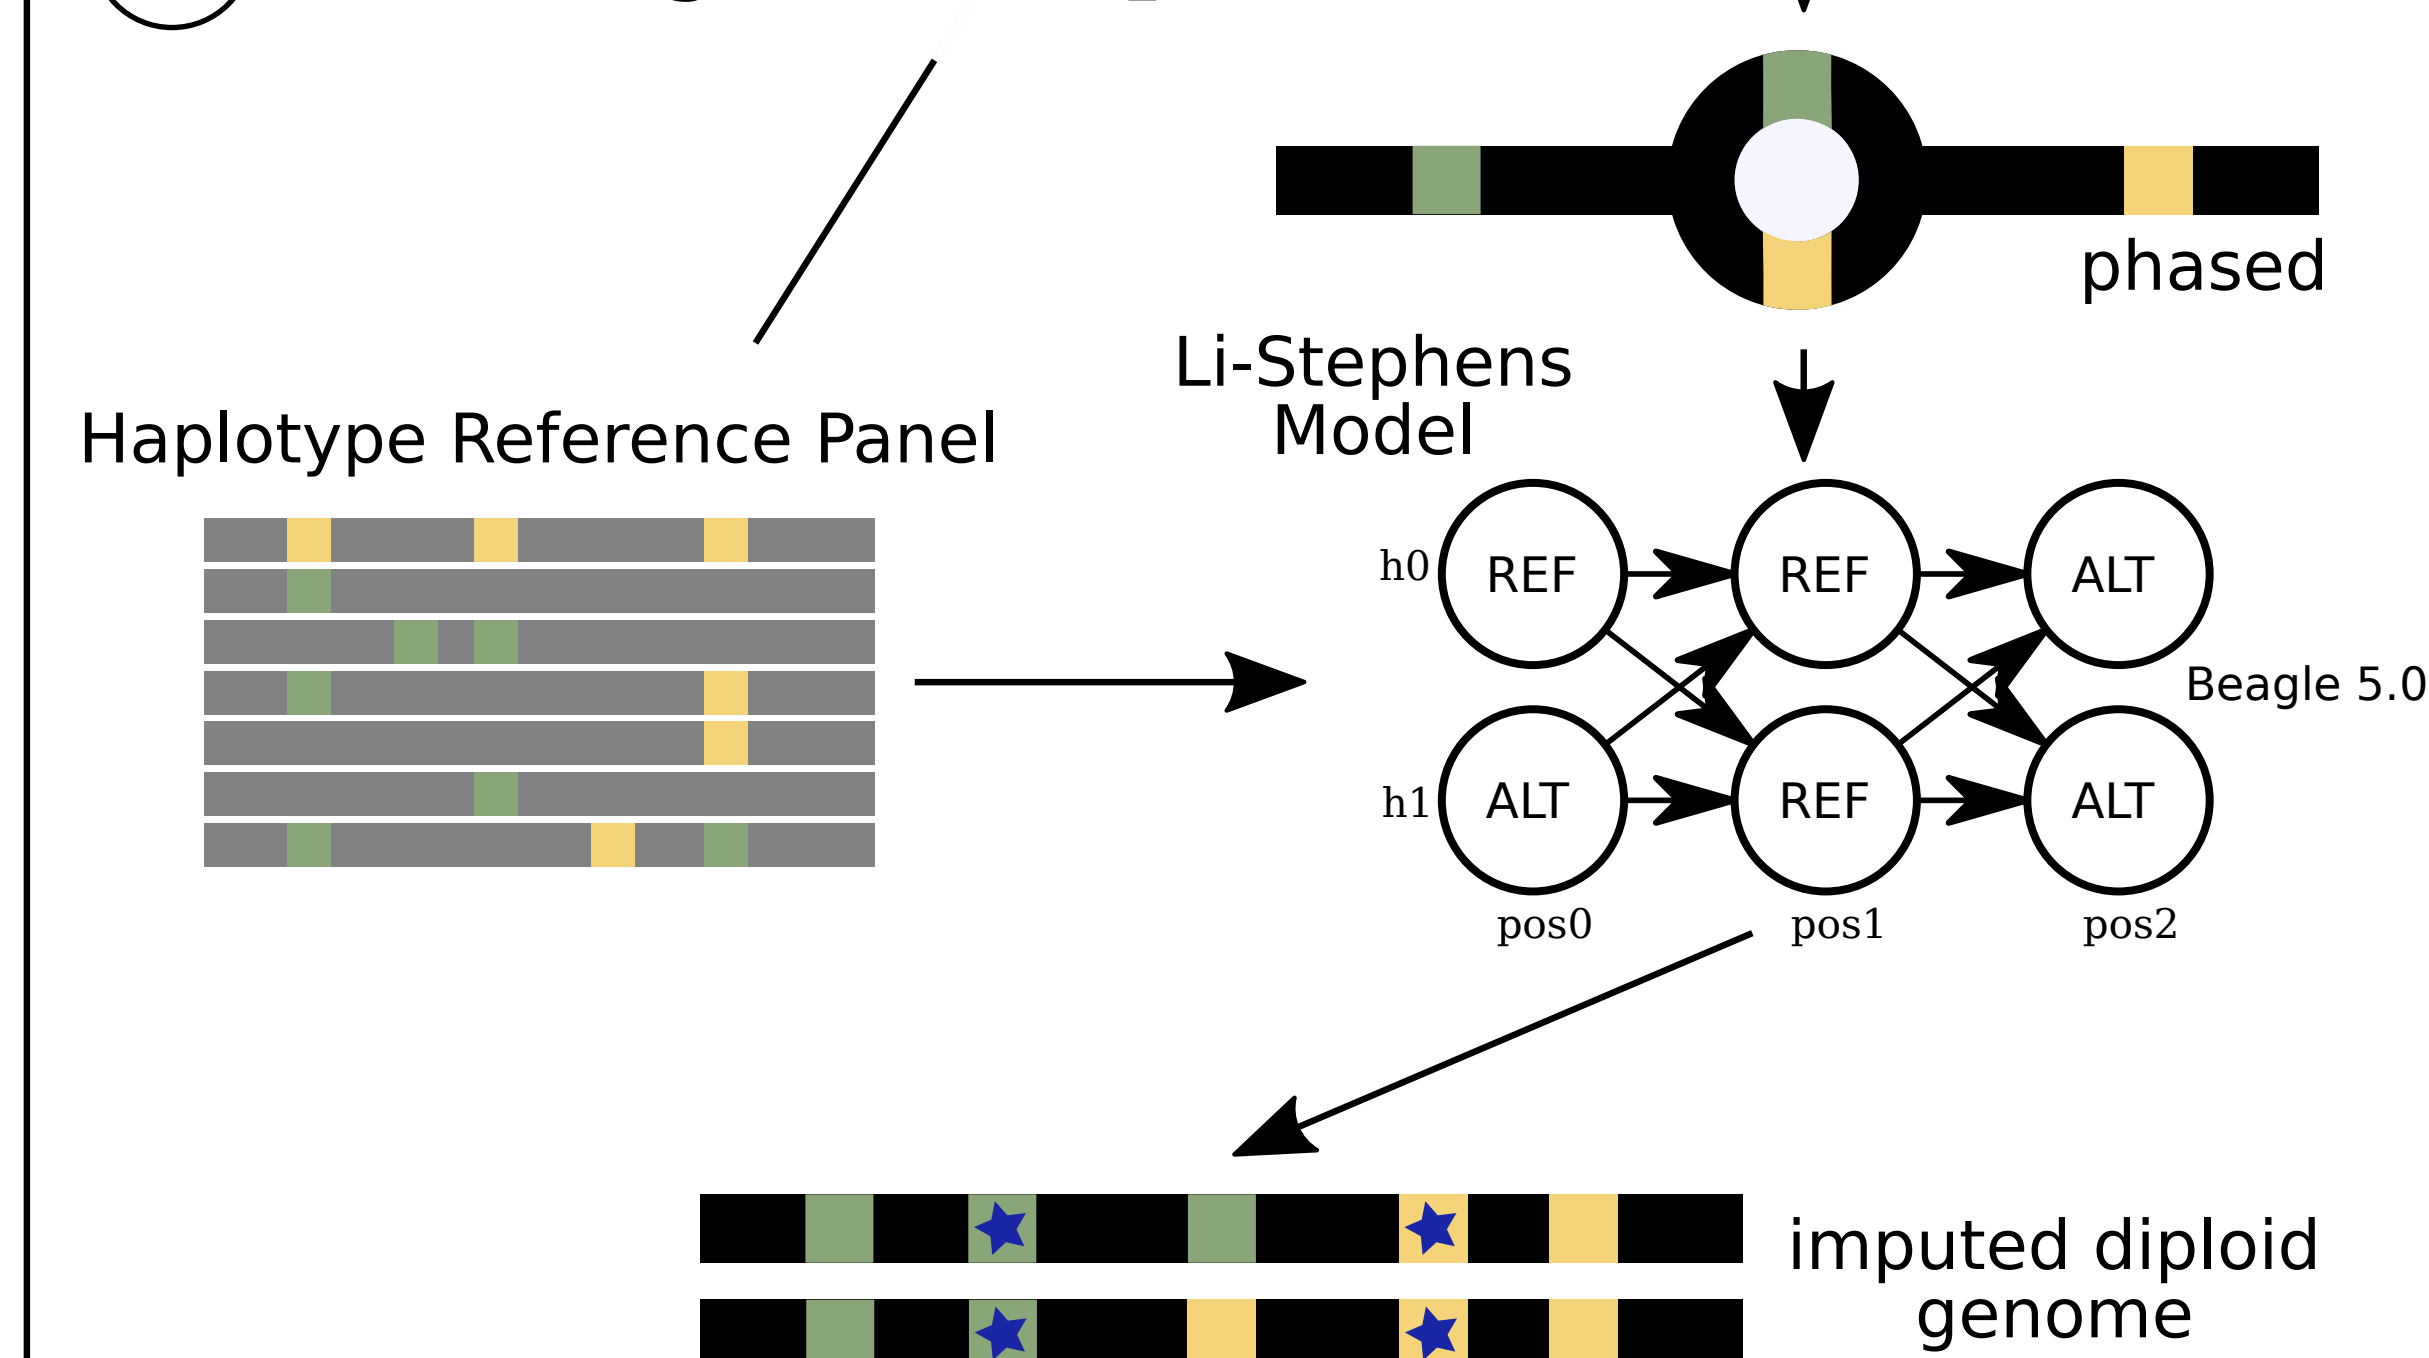 phased
Li-Stephens
Model
Haplotype Reference Panel
h0
REF
REF
ALT
Beagle 5.0
h1
ALT
REF
ALT
pos0
pos1
pos2
imputed diploid
genome